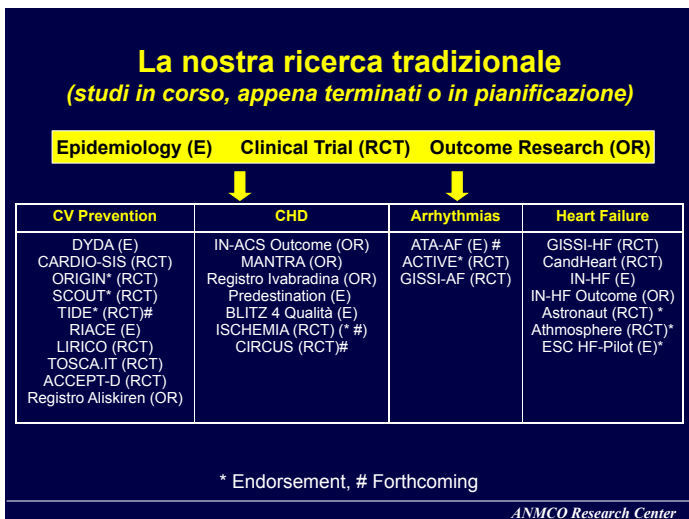 La nostra ricerca tradizionale
(studi in corso, appena terminati o in pianificazione)
Epidemiology (E) Clinical Trial (RCT) Outcome Research (OR)
CV Prevention
DYDA (E)
CARDIO-SIS (RCT)
ORIGIN* (RCT)
SCOUT* (RCT)
TIDE* (RCT)#
RIACE (E)
LIRICO (RCT)
TOSCA.IT (RCT)
ACCEPT-D (RCT)
Registro Aliskiren (OR)
CHD
IN-ACS Outcome (OR)
MANTRA (OR)
Registro Ivabradina (OR)
Predestination (E)
BLITZ 4 Qualità (E)
ISCHEMIA (RCT) (* #)
CIRCUS (RCT)#
Arrhythmias
ATA-AF (E) #
ACTIVE* (RCT)
GISSI-AF (RCT)
Heart Failure
GISSI-HF (RCT)
CandHeart (RCT)
IN-HF (E)
IN-HF Outcome (OR)
Astronaut (RCT) *
Athmosphere (RCT)*
ESC HF-Pilot (E)*
* Endorsement, # Forthcoming
ANMCO Research Center